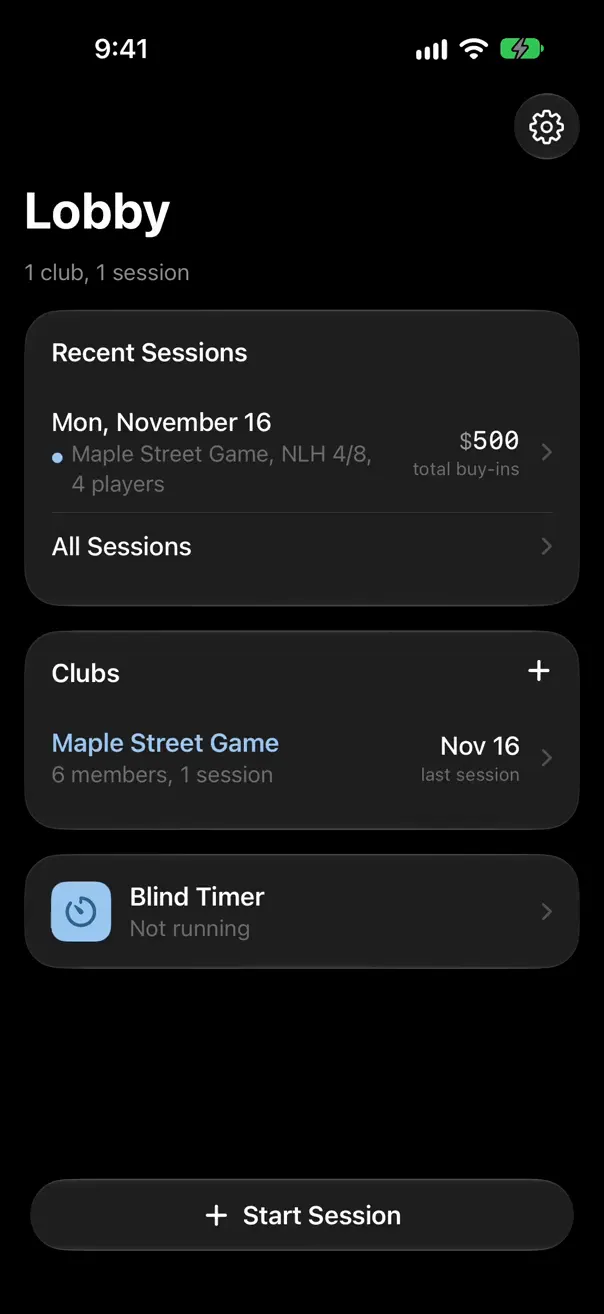 9:41
Lobby
1 club, 1 session
Recent Sessions
Mon, November 16
Maple Street Game, NLH 4/8,
4 players
$500
total buy-ins
All Sessions
Clubs
+
Maple Street Game
6 members, 1 session
Nov 16
last session
Blind Timer
Not running
+ Start Session